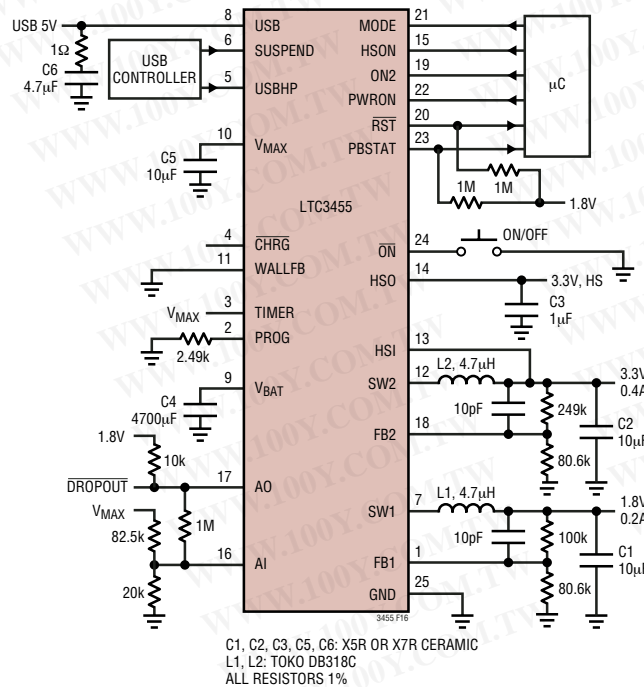 USB 5V
1Ω
C6
4.7µF
USB
CONTROLLER
8
6
5
USB
SUSPEND
USBHP
10
VMAX
C5
10µF
4
CHRG
11
WALLFB
VMAX
3
TIMER
2
PROG
2.49k
9
VBAT
C4
4700µF
1.8V
10k
DROPOUT
17
AO
VMAX
82.5k
1M
16
AI
20k
LTC3455
MODE
21
HSON
15
ON2
19
PWRON
22
RST
20
PBSTAT
23
µC
1M
1M
1.8V
ON
24
ON/OFF
HSO
14
3.3V, HS
C3
1µF
HSI
13
SW2
12
L2, 4.7µH
3.3V
0.4A
10pF
249k
C2
10µF
FB2
18
80.6k
SW1
7
L1, 4.7µH
1.8V
0.2A
10pF
100k
C1
10µF
FB1
1
80.6k
GND
25
3455 F16
C1, C2, C3, C5, C6: X5R OR X7R CERAMIC
L1, L2: TOKO DB318C
ALL RESISTORS 1%
WWW.100Y.COM.TW